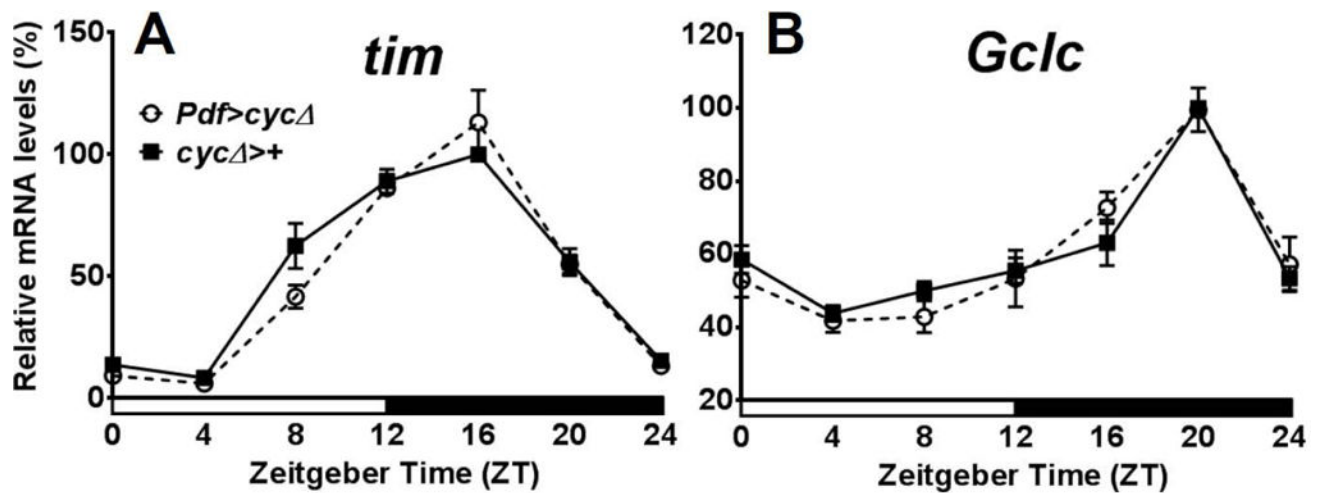 A
tim
Relative mRNA levels (%)
150
100
50
0
Pdf>cycΔ
cycΔ>+
0 4 8 12 16 20 24
Zeitgeber Time (ZT)
B
Gclc
120
100
80
60
40
20
0 4 8 12 16 20 24
Zeitgeber Time (ZT)